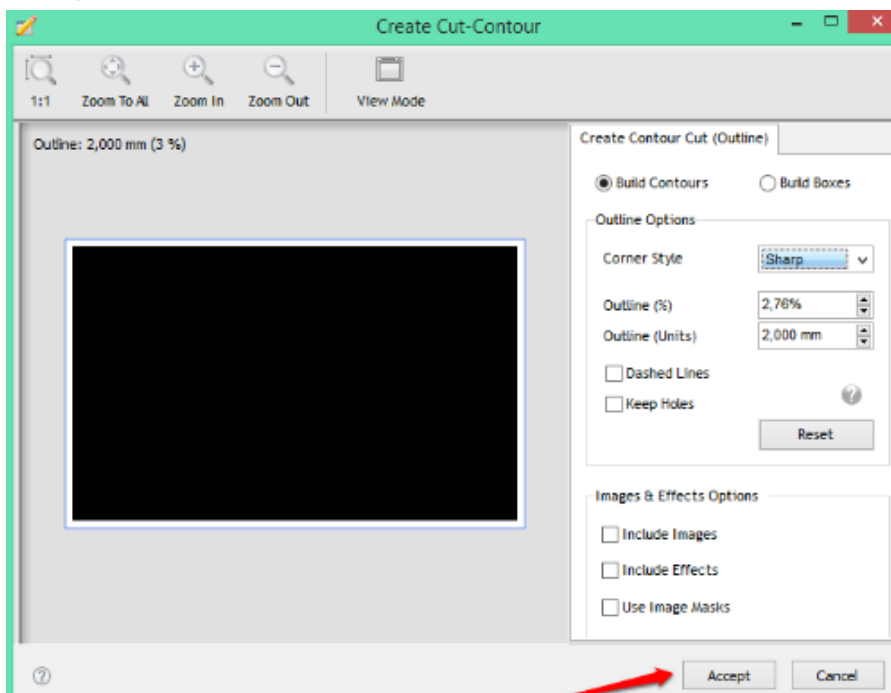 Create Cut-Contour
1:1 Zoom To All Zoom In Zoom Out View Mode
Outline: 2,000 mm (3 %)
Create Contour Cut (Outline)
Build Contours Build Boxes
Outline Options
Corner Style Sharp
Outline (%) 2,76%
Outline (Units) 2,000 mm
Dashed Lines
Keep Holes
Reset
Images & Effects Options
Include Images
Include Effects
Use Image Masks
Accept Cancel